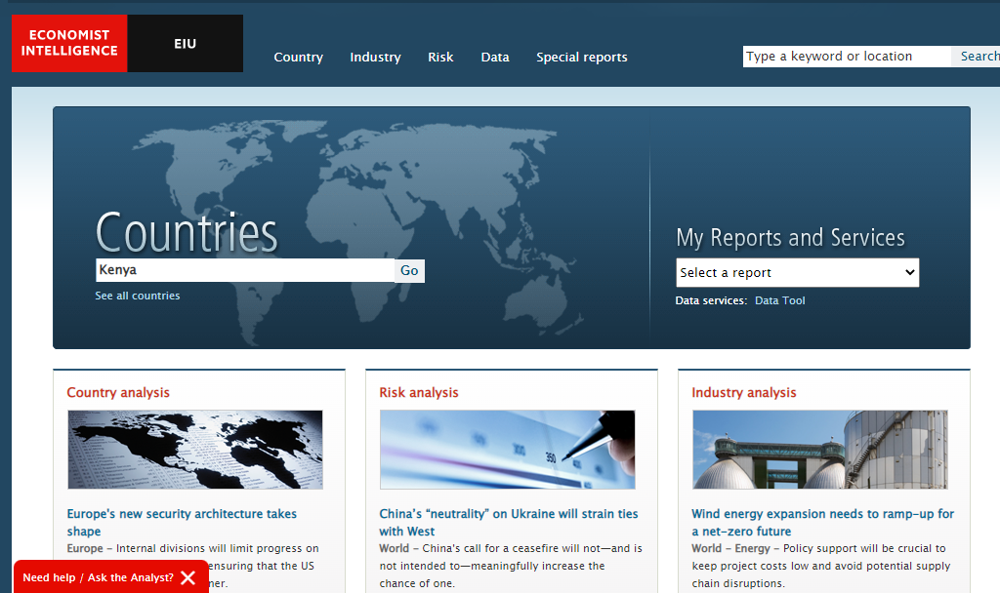 ECONOMIST
INTELLIGENCE
EIU
Country
Industry
Risk
Data
Special reports
Type a keyword or location
Search
Countries
Kenya
Go
See all countries
My Reports and Services
Select a report
Data services: Data Tool
Country analysis
Europe's new security architecture takes
shape
Europe – Internal divisions will limit progress on
ensuring that the US
Risk analysis
350
China's “neutrality” on Ukraine will strain ties
with West
World – China's call for a ceasefire will not—and is
not intended to—meaningfully increase the
chance of one.
Industry analysis
Wind energy expansion needs to ramp-up for
a net-zero future
World – Energy – Policy support will be crucial to
keep project costs low and avoid potential supply
chain disruptions.
Need help / Ask the Analyst?